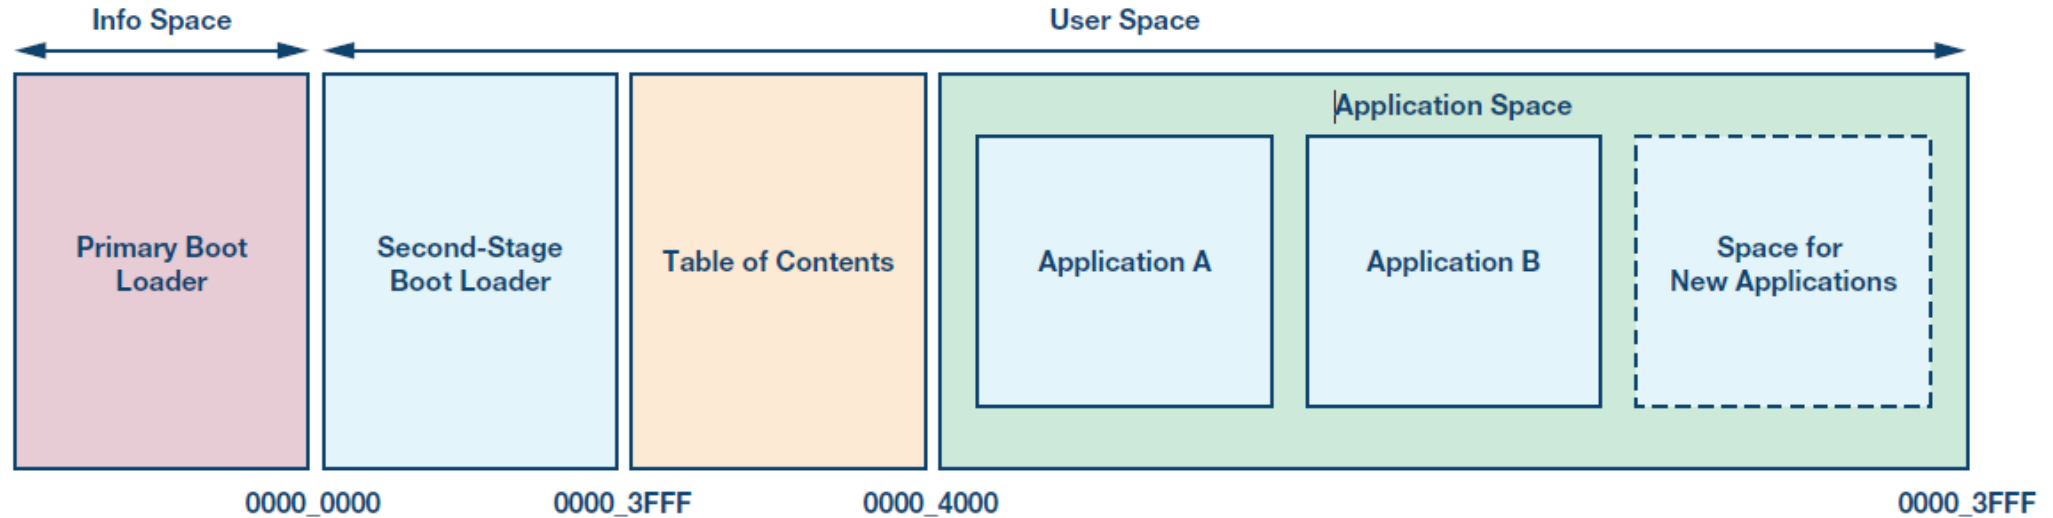 Info Space
User Space
Primary Boot
Loader
Second-Stage
Boot Loader
Table of Contents
Application Space
Application A
Application B
Space for
New Applications
0000_0000
0000_3FFF
0000_4000
0000_3FFF